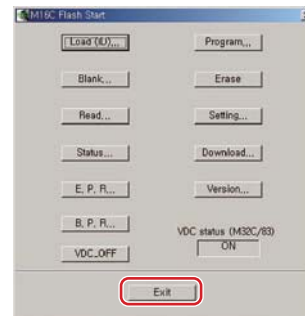 M16C Flash Start
Load (ID)...
Program...
Blank...
Erase
Read...
Setting...
Status...
Download...
E. P. R...
Version...
B. P. R...
VDC status (M32C/83)
VDC_OFF
ON
Exit